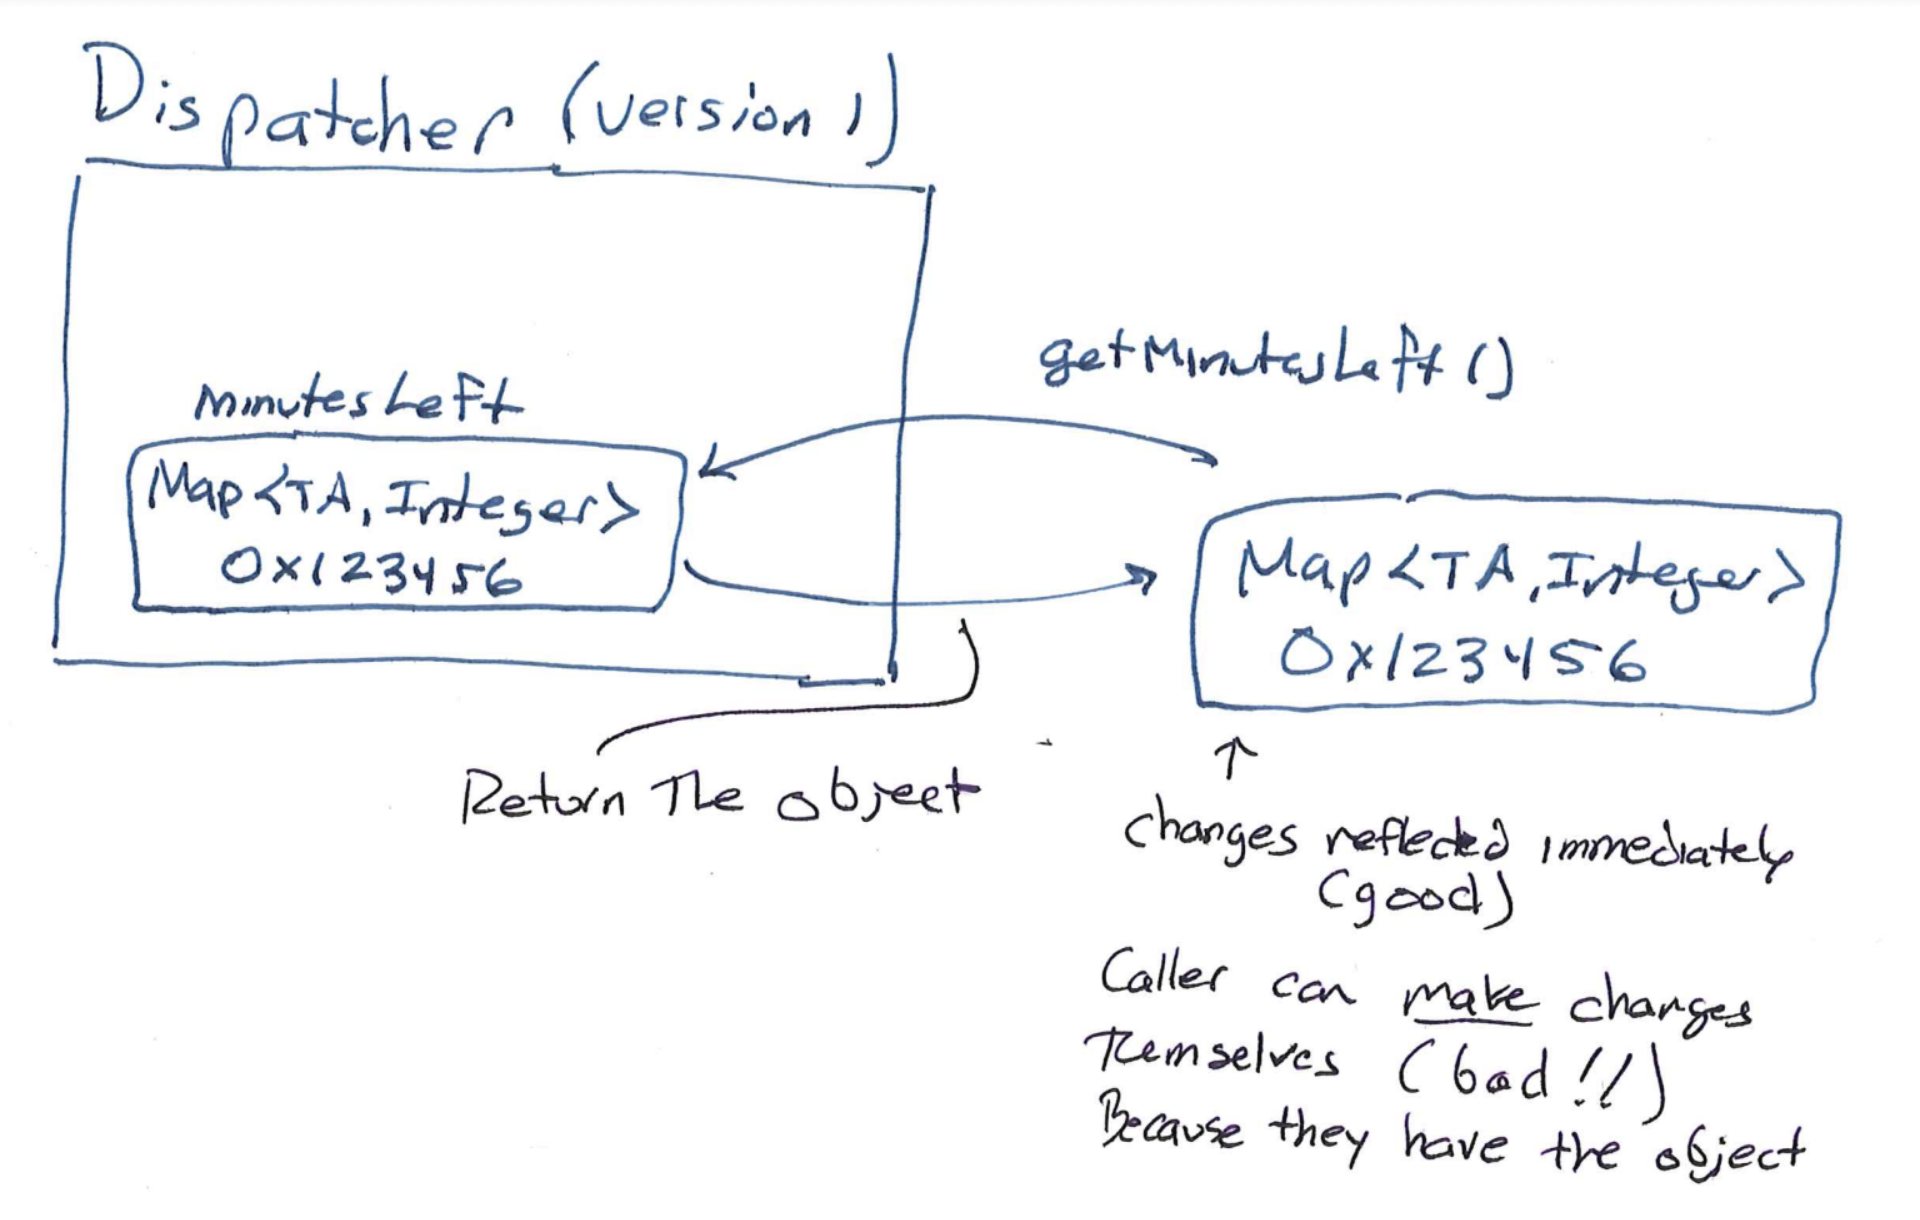 Dispatcher (version 1)
getMinutesLeft ()
minutesLeft
Map<TA, Integer>
0x123456
Map<TA, Integer>
0x123456
Return The object
↑
changes reflected immediately
(good)
Caller can make changes
Themselves (bad!!)
Because they have the object